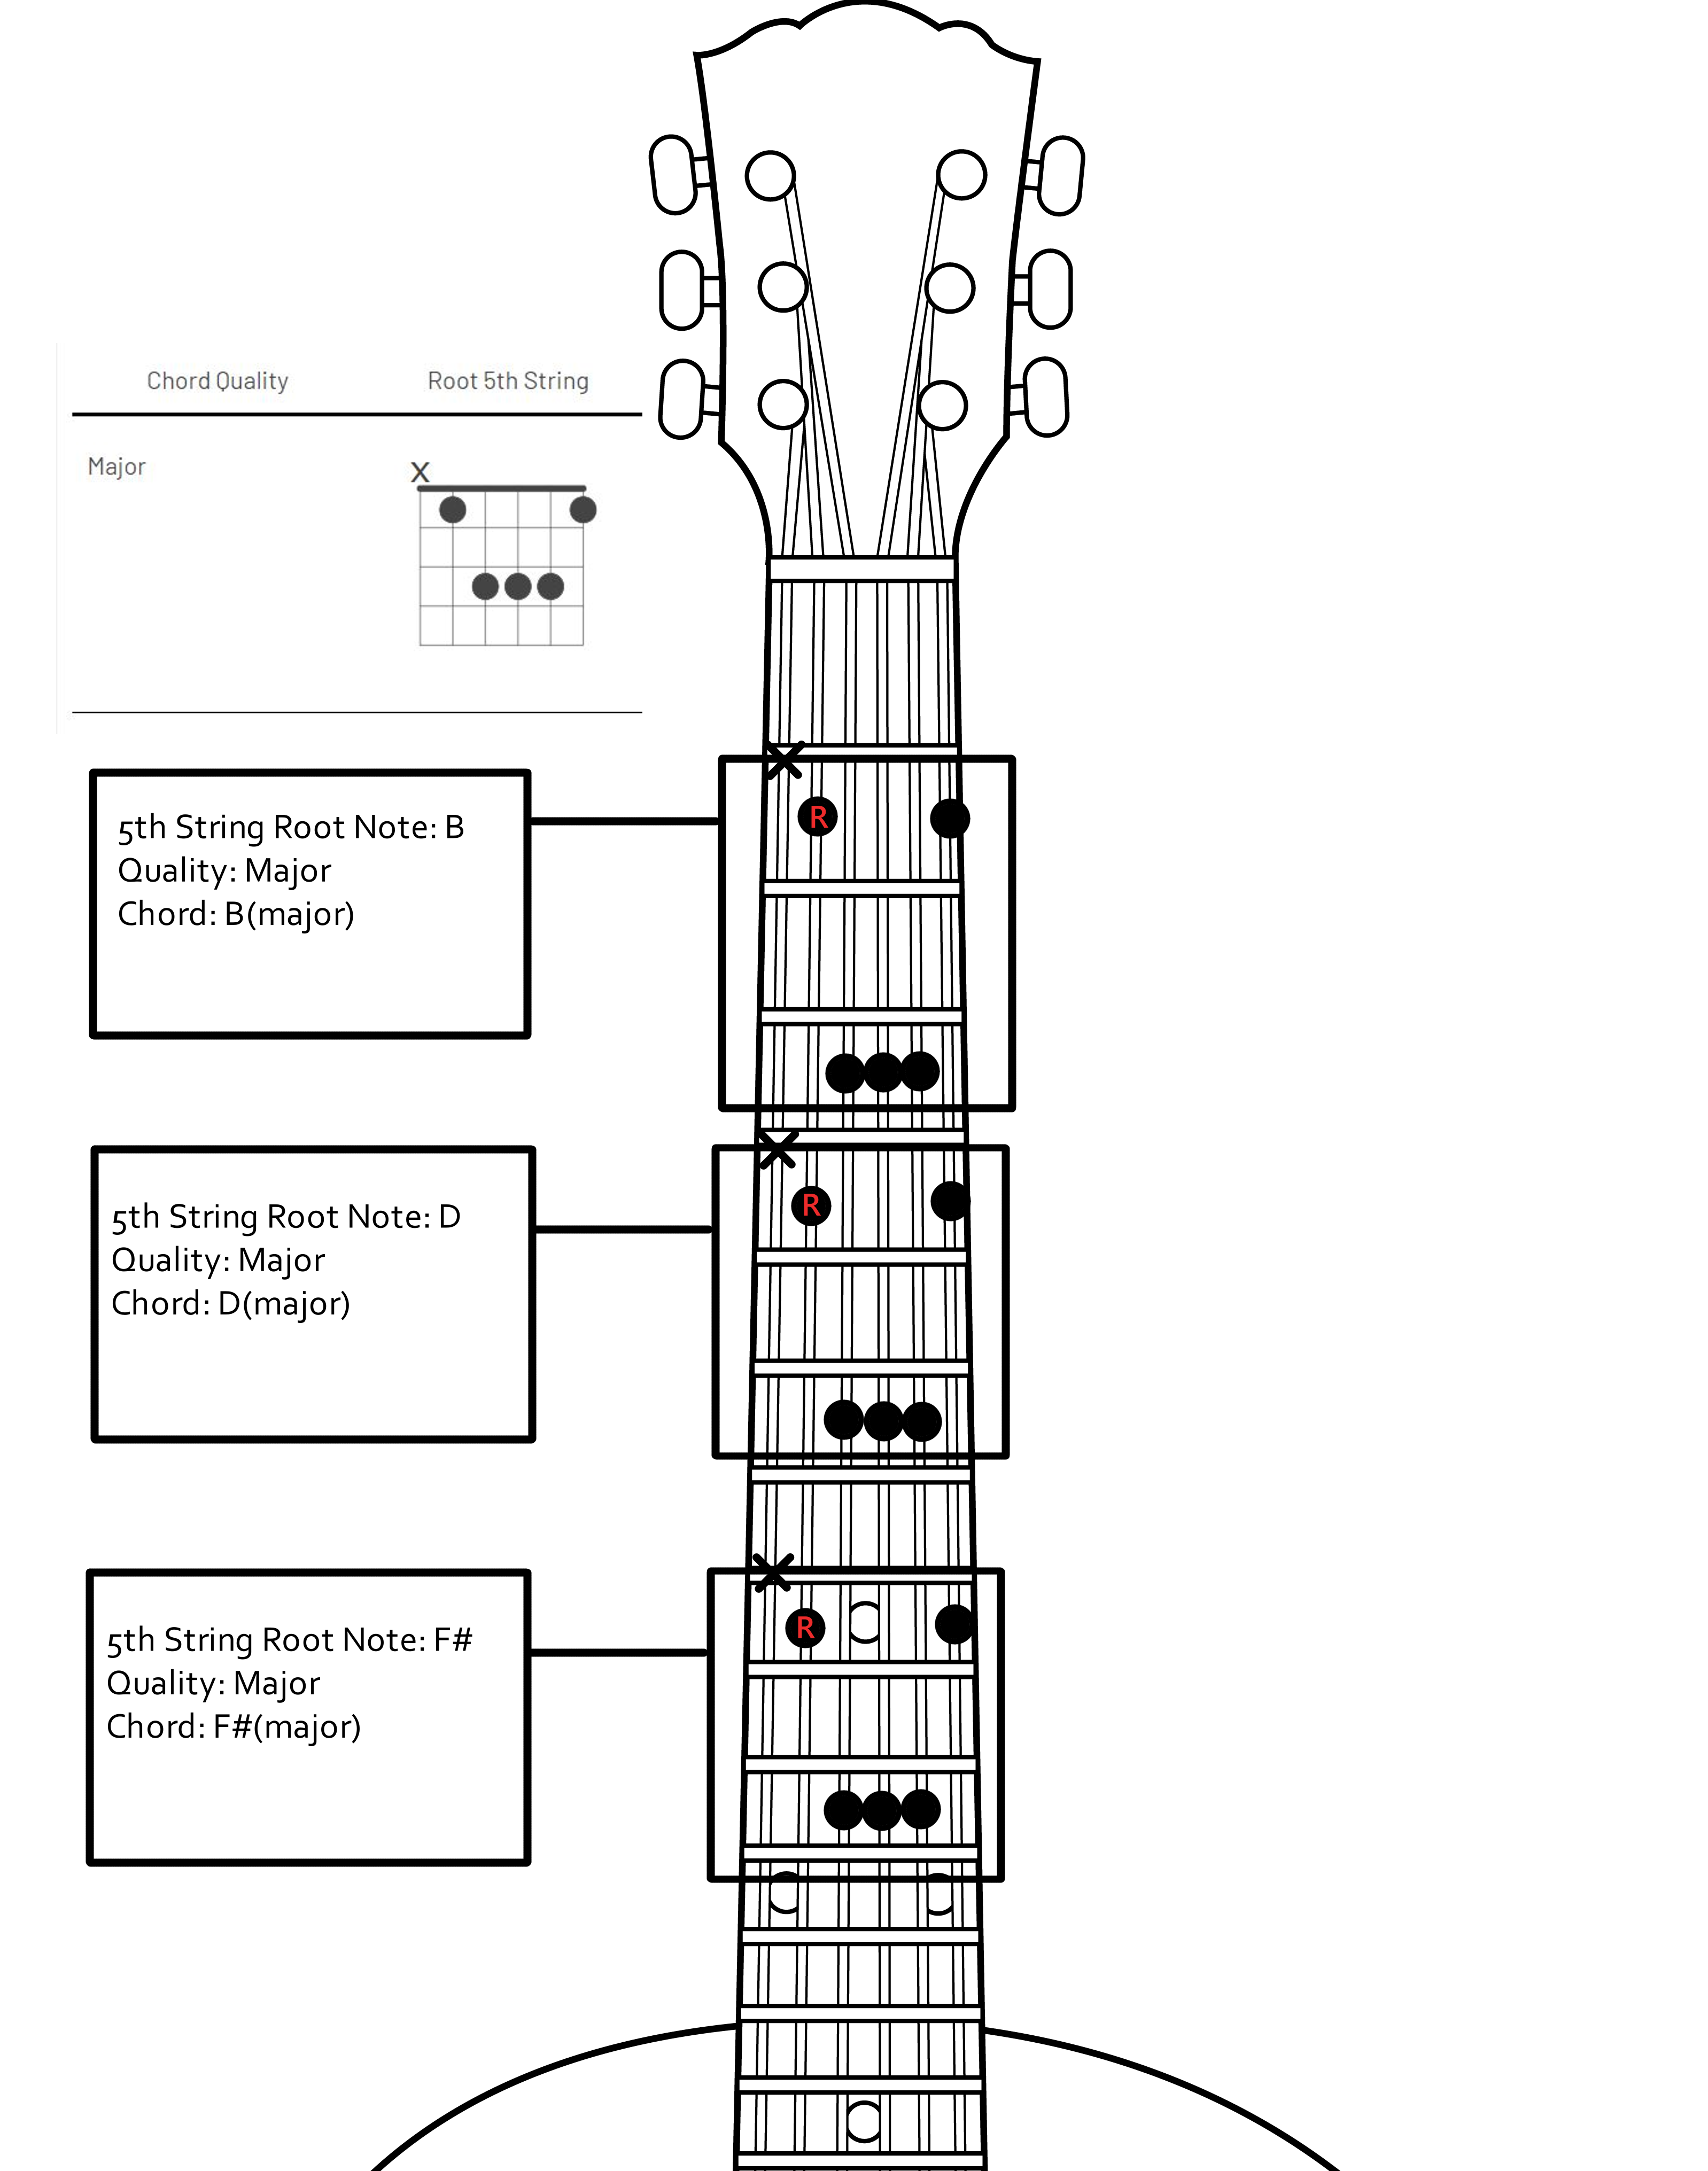 Chord Quality Root 5th String
Major
X
R
5th String Root Note: B
Quality: Major
Chord: B(major)
R
5th String Root Note: D
Quality: Major
Chord: D(major)
R
5th String Root Note: F#
Quality: Major
Chord: F#(major)